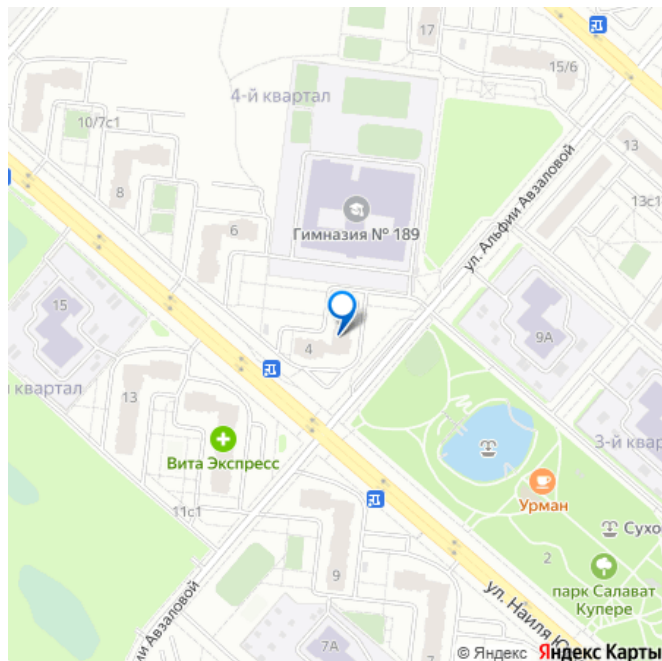 17
15/6
4-й квартал
10/7с1
13
8
ул. Альфии Авзаловой
13с1
6
Гимназия № 189
15
4
9А
й квартал
13
3-й квар
Вита Экспресс
Урман
11с1
Сухо
2
9
парк Салават
Купере
ул. Наиля Ю
Авзаловой
7А
© Яндекс Яндекс Карты